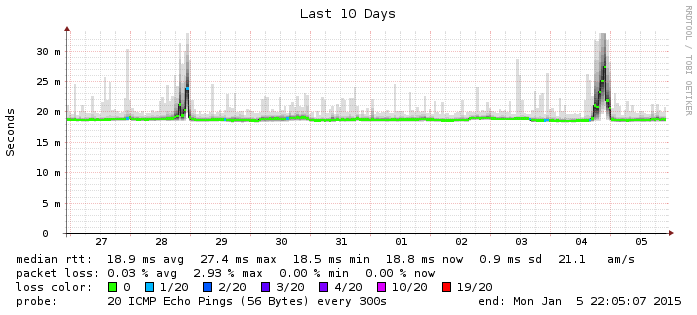 Last 10 Days
RRDTOOL / TOBI OETIKER
Seconds
30 m
25 m
20 m
15 m
10 m
5 m
0
27 28 29 30 31 01 02 03 04 05
median rtt: 18.9 ms avg 27.4 ms max 18.5 ms min 18.8 ms now 0.9 ms sd 21.1 am/s
packet loss: 0.03 % avg 2.93 % max 0.00 % min 0.00 % now
loss color: 0 1/20 2/20 3/20 4/20 10/20 19/20
probe: 20 ICMP Echo Pings (56 Bytes) every 300s end: Mon Jan 5 22:05:07 2015